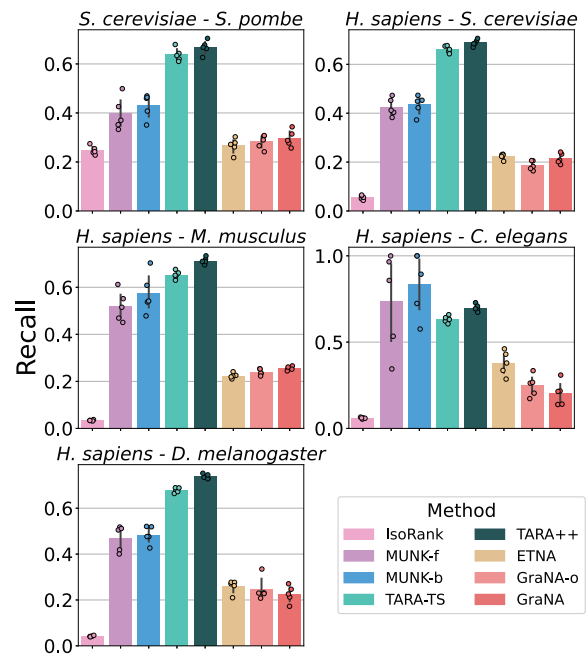 S. cerevisiae - S. pombe
H. sapiens - S. cerevisiae
0.6
0.4
0.2
0.0
0.6
0.4
0.2
0.0
H. sapiens - M. musculus
H. sapiens - C. elegans
Recall
0.6
0.4
0.2
0.0
1.0
0.5
0.0
H. sapiens - D. melanogaster
0.6
0.4
0.2
0.0
Method
IsoRank
MUNK-f
MUNK-b
TARA-TS
TARA++
ETNA
GraNA-o
GraNA